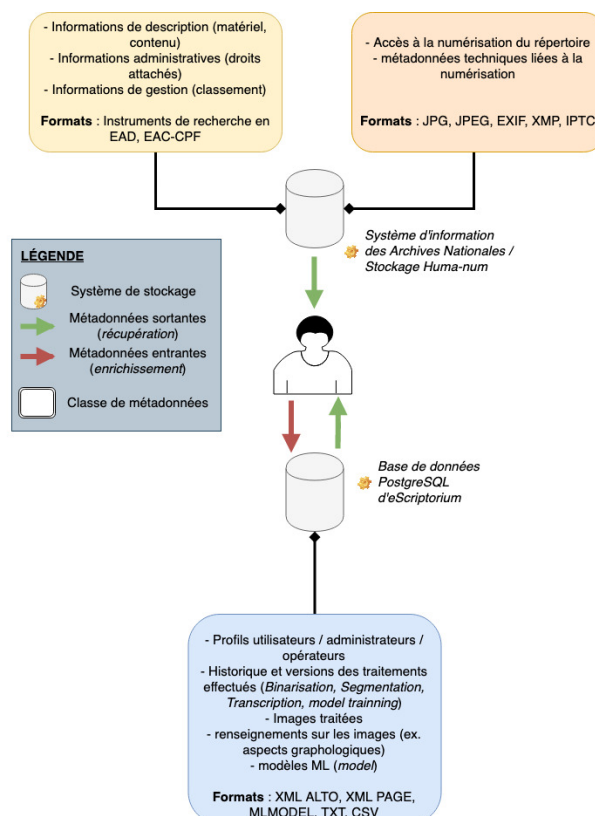 - Informations de description (matériel,
contenu)
- Informations administratives (droits
attachés)
- Informations de gestion (classement)
Formats : Instruments de recherche en
EAD, EAC-CPF
- Accès à la numérisation du répertoire
- métadonnées techniques liées à la
numérisation
Formats : JPG, JPEG, EXIF, XMP, IPTC
Système d'information
des Archives Nationales /
Stockage Huma-num
LÉGENDE
Système de stockage
Métadonnées sortantes
(récupération)
Métadonnées entrantes
(enrichissement)
Classe de métadonnées
Base de données
PostgreSQL
d'eScriptorium
- Profils utilisateurs / administrateurs /
opérateurs
- Historique et versions des traitements
effectués (Binarisation, Segmentation,
Transcription, model trainning)
- Images traitées
- renseignements sur les images (ex.
aspects graphologiques)
- modèles ML (model)
Formats : XML ALTO, XML PAGE,
MLMODEL, TXT, CSV